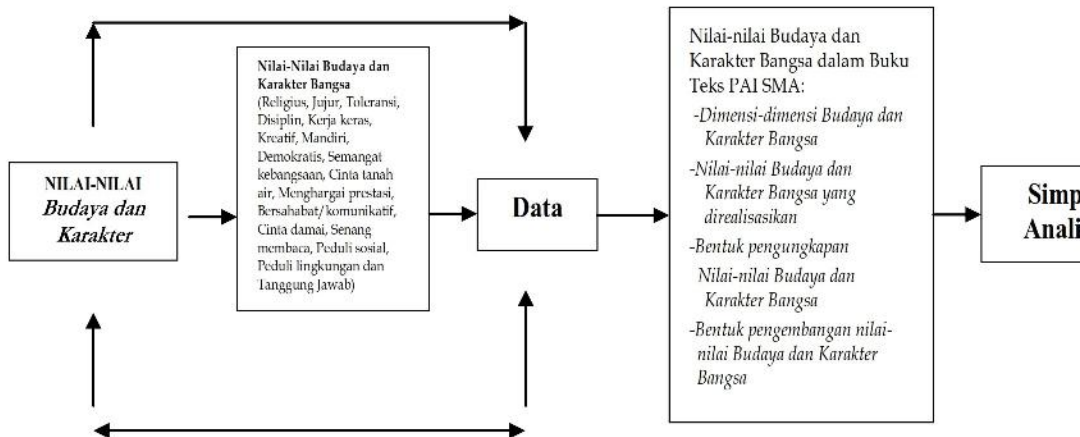 NILAI-NILAI
Budaya dan
Karakter
Nilai-Nilai Budaya dan
Karakter Bangsa
(Religius, Jujur, Toleransi,
Disiplin, Kerja keras,
Kreatif, Mandiri,
Demokratis, Semangat
kebangsaan, Cinta tanah
air, Menghargai prestasi,
Bersahabat/komunikatif,
Cinta damai, Senang
membaca, Peduli sosial,
Peduli lingkungan dan
Tanggung Jawab)
Data
Nilai-nilai Budaya dan
Karakter Bangsa dalam Buku
Teks PAI SMA:
-Dimensi-dimensi Budaya dan
Karakter Bangsa
-Nilai-nilai Budaya dan
Karakter Bangsa yang
direalisasikan
-Bentuk pengungkapan
Nilai-nilai Budaya dan
Karakter Bangsa
-Bentuk pengembangan nilai-
nilai Budaya dan Karakter
Bangsa
Simp
Anali